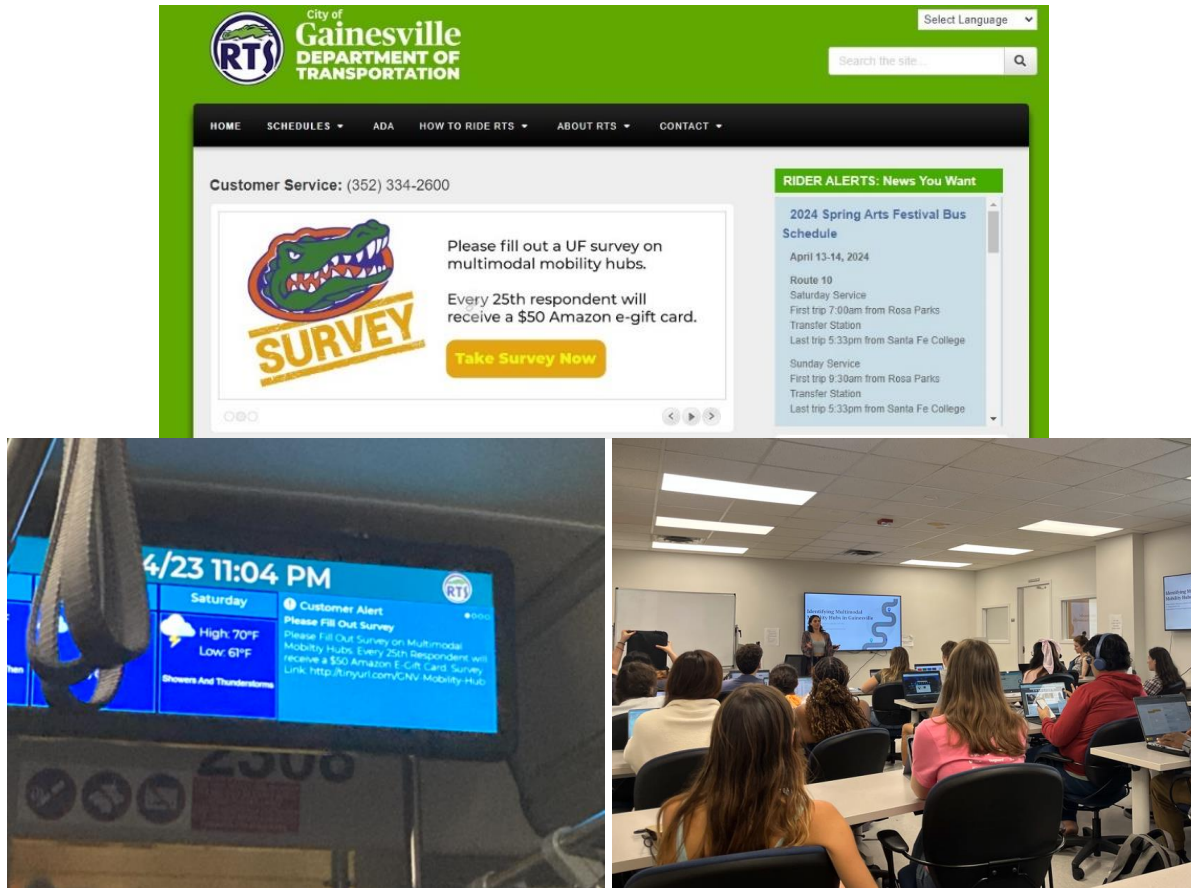 City of
Gainesville
DEPARTMENT OF
TRANSPORTATION
RTS
Select Language
Search the site...
HOME SCHEDULES ADA HOW TO RIDE RTS ABOUT RTS CONTACT
Customer Service: (352) 334-2600
Please fill out a UF survey on
multimodal mobility hubs.
Every 25th respondent will
receive a $50 Amazon e-gift card.
SURVEY
Take Survey Now
RIDER ALERTS: News You Want
2024 Spring Arts Festival Bus
Schedule
April 13-14, 2024
Route 10
Saturday Service
First trip 7:00am from Rosa Parks
Transfer Station
Last trip 5:33pm from Santa Fe College
Sunday Service
First trip 9:30am from Rosa Parks
Transfer Station
Last trip 5:33pm from Santa Fe College
4/23 11:04 PM
RTS
Saturday
High: 70°F
Low: 61°F
Showers And Thunderstorms
Customer Alert
Please Fill Out Survey
Please Fill Out Survey on Multimodal
Mobiltiy Hubs. Every 25th Respondent will
receive a $50 Amazon E-Gift Card. Survey
Link: http://tinyurl.com/GNV-Mobility-Hub
2308
Identifying Multimodal
Hubs in Gainesville